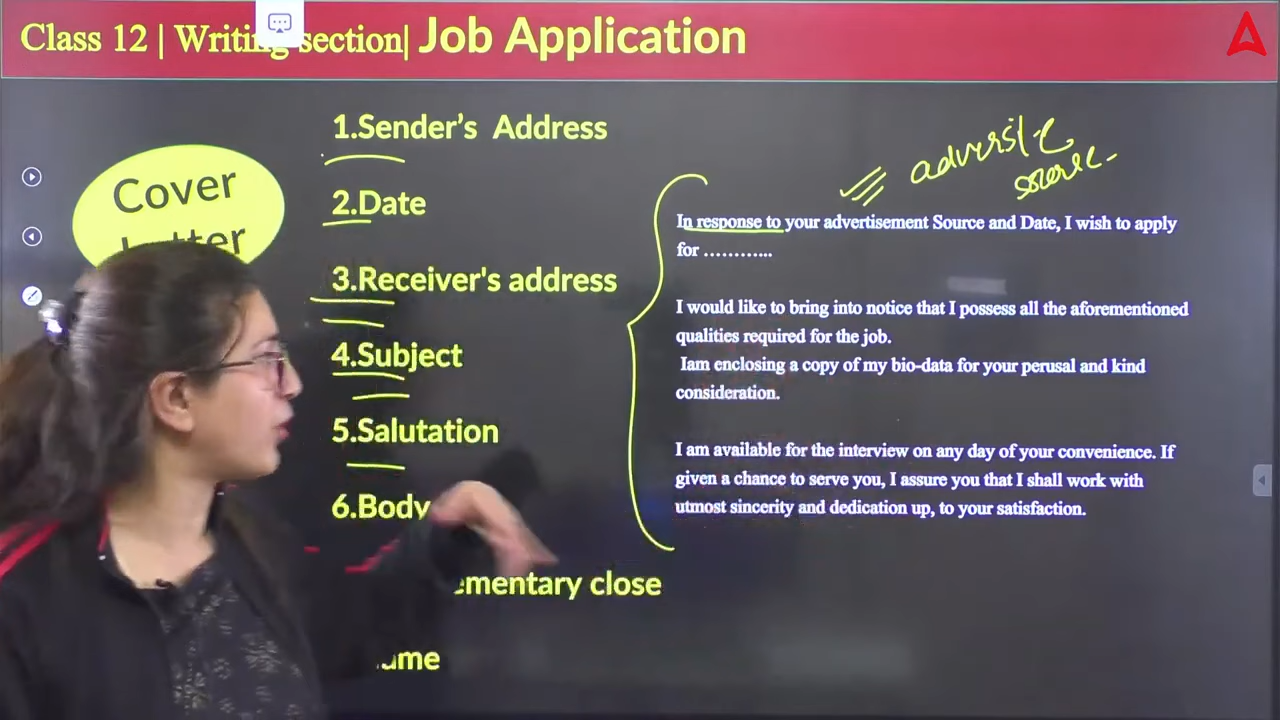 Class 12 | Writing section| Job Application
Cover
1.Sender's Address
2.Date
3.Receiver's address
4.Subject
5.Salutation
6.Body
In response to your advertisement Source and Date, I wish to apply
for …………
I would like to bring into notice that I possess all the aforementioned
qualities required for the job.
Iam enclosing a copy of my bio-data for your perusal and kind
consideration.
I am available for the interview on any day of your convenience. If
given a chance to serve you, I assure you that I shall work with
utmost sincerity and dedication up, to your satisfaction.
close